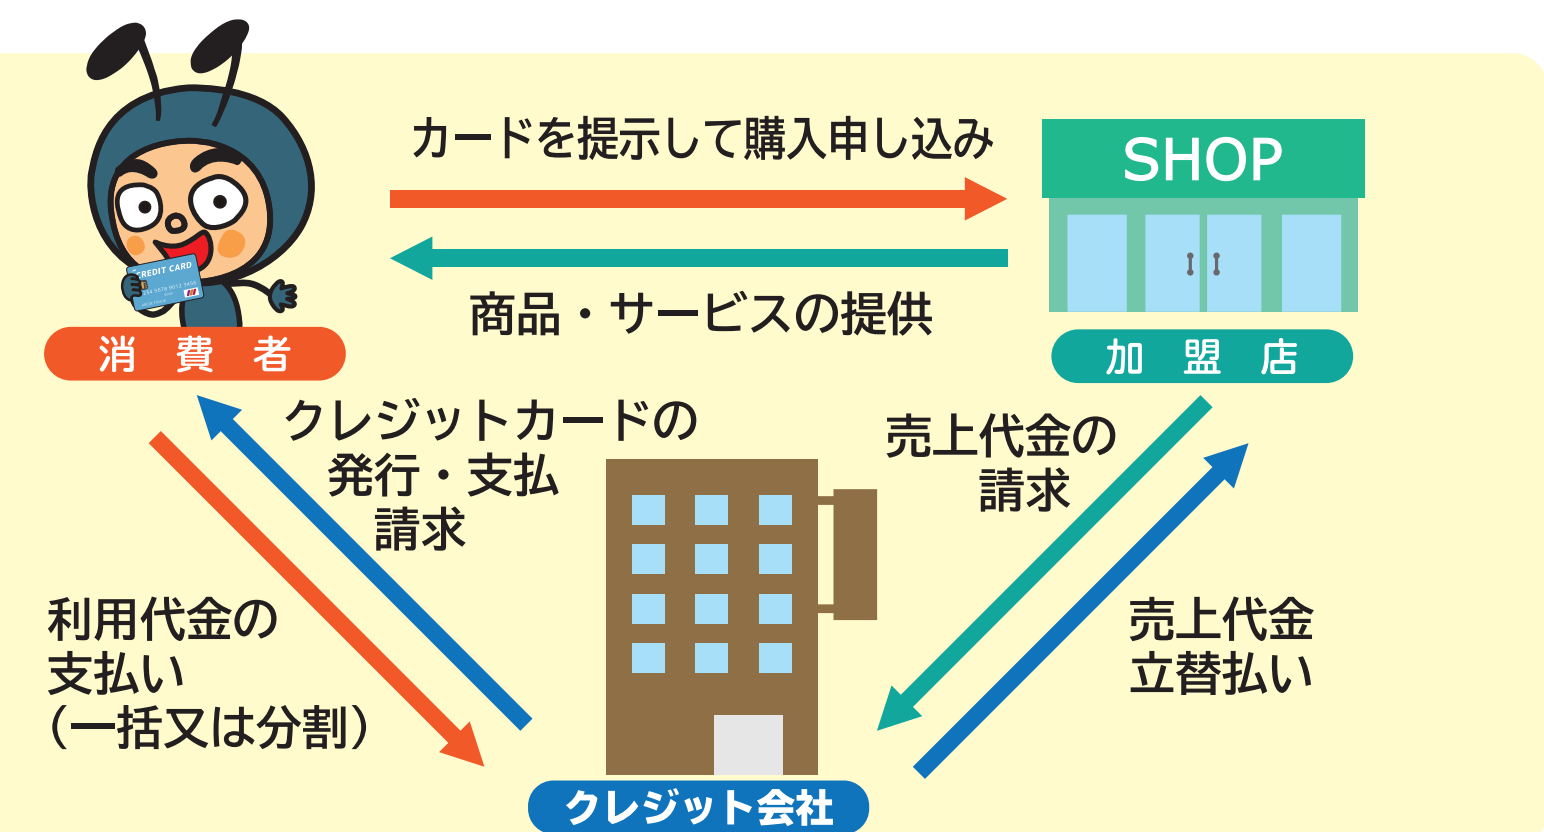 カードを提示して購入申し込み
SHOP
CREDIT CARD
商品・サービスの提供
消費者
加盟店
クレジットカードの
発行・支払
請求
売上代金の
請求
利用代金の
支払い
（一括又は分割）
売上代金
立替払い
クレジット会社